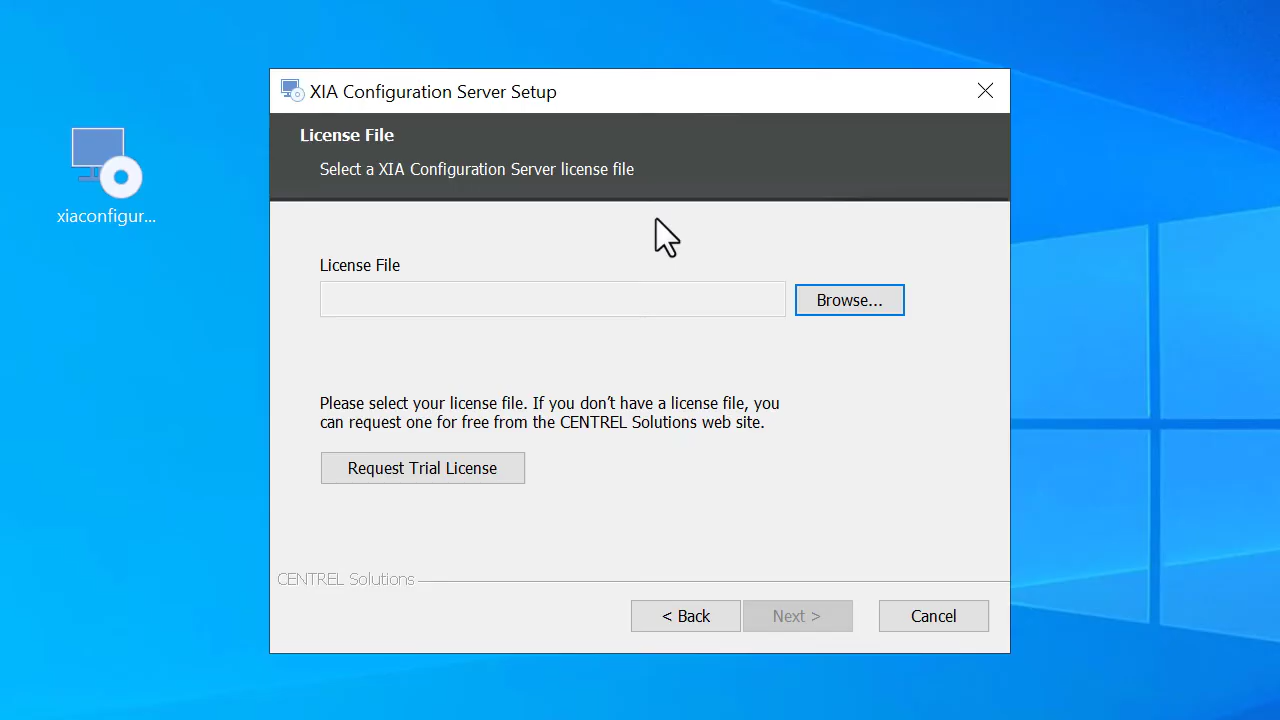 XIA Configuration Server Setup
License File
Select a XIA Configuration Server license file
xiaconfigur...
License File
Browse...
Please select your license file. If you don't have a license file, you
can request one for free from the CENTREL Solutions web site.
Request Trial License
CENTREL Solutions
< Back
Next >
Cancel